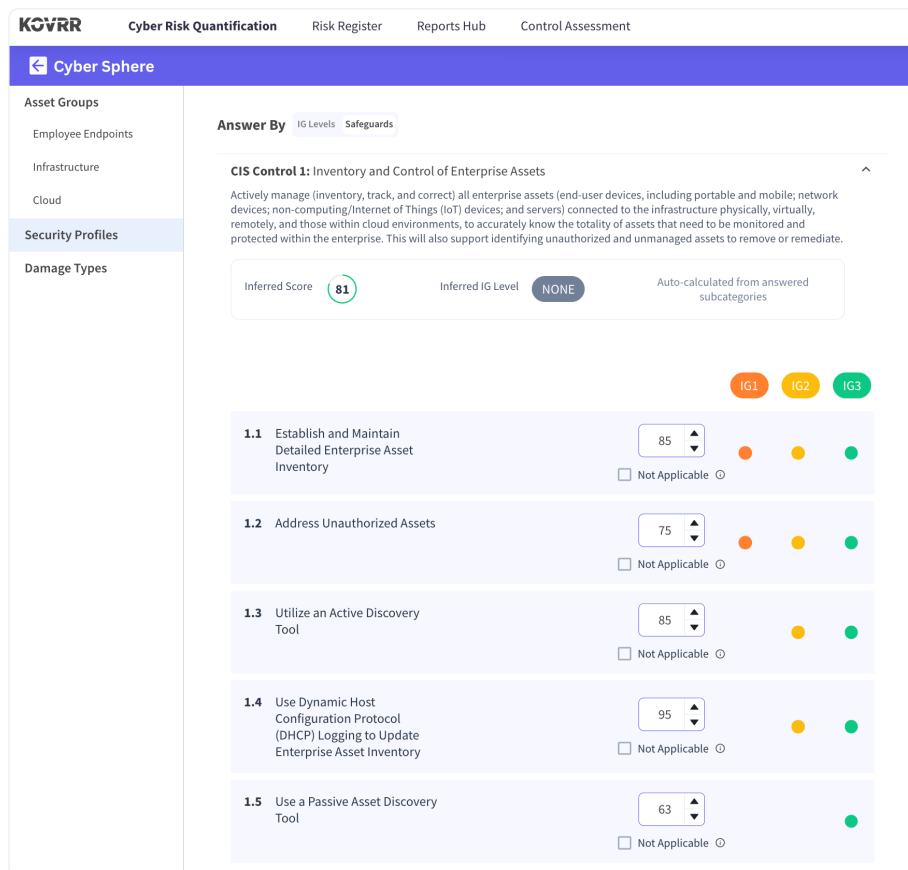 KOVRR
Cyber Risk Quantification
Risk Register
Reports Hub
Control Assessment
Cyber Sphere
Asset Groups
Employee Endpoints
Infrastructure
Cloud
Security Profiles
Damage Types
Answer By IG Levels Safeguards
CIS Control 1: Inventory and Control of Enterprise Assets
Actively manage (inventory, track, and correct) all enterprise assets (end-user devices, including portable and mobile; network
devices; non-computing/Internet of Things (IoT) devices; and servers) connected to the infrastructure physically, virtually,
remotely, and those within cloud environments, to accurately know the totality of assets that need to be monitored and
protected within the enterprise. This will also support identifying unauthorized and unmanaged assets to remove or remediate.
Inferred Score 81
Inferred IG Level NONE
Auto-calculated from answered
subcategories
IG1 IG2 IG3
1.1 Establish and Maintain
Detailed Enterprise Asset
Inventory
85
Not Applicable
1.2 Address Unauthorized Assets
75
Not Applicable
1.3 Utilize an Active Discovery
Tool
85
Not Applicable
1.4 Use Dynamic Host
Configuration Protocol
(DHCP) Logging to Update
Enterprise Asset Inventory
95
Not Applicable
1.5 Use a Passive Asset Discovery
Tool
63
Not Applicable